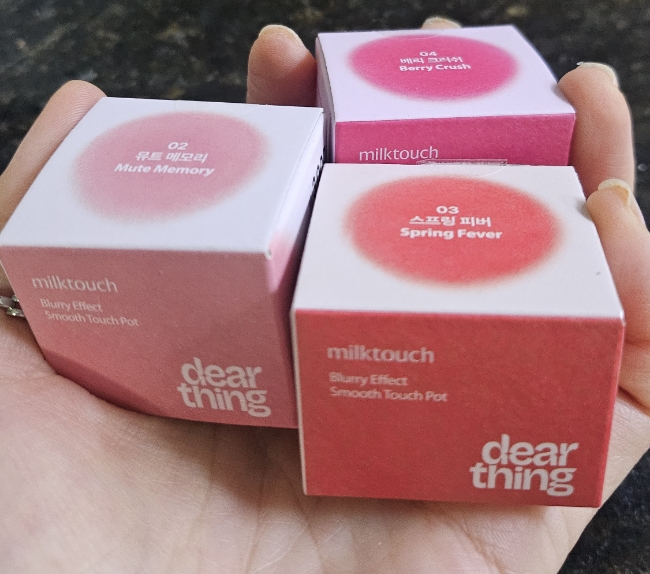 04
베리 크러쉬
Berry Crush
milktouch
02
뮤트 메모리
Mute Memory
milktouch
Blurry Effect
Smooth Touch Pot
dear
thing
03
스프링 피버
Spring Fever
milktouch
Blurry Effect
Smooth Touch Pot
dear
thing